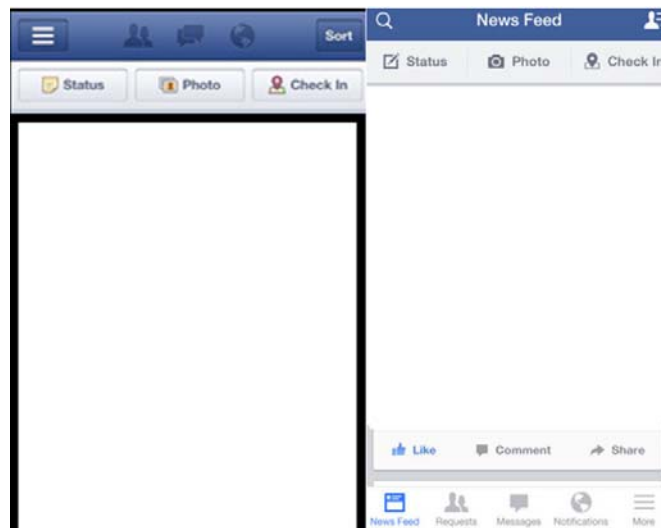 Sort
Status Photo Check In
News Feed
Status Photo Check In
Like Comment Share
News Feed Requests Messages Notifications More